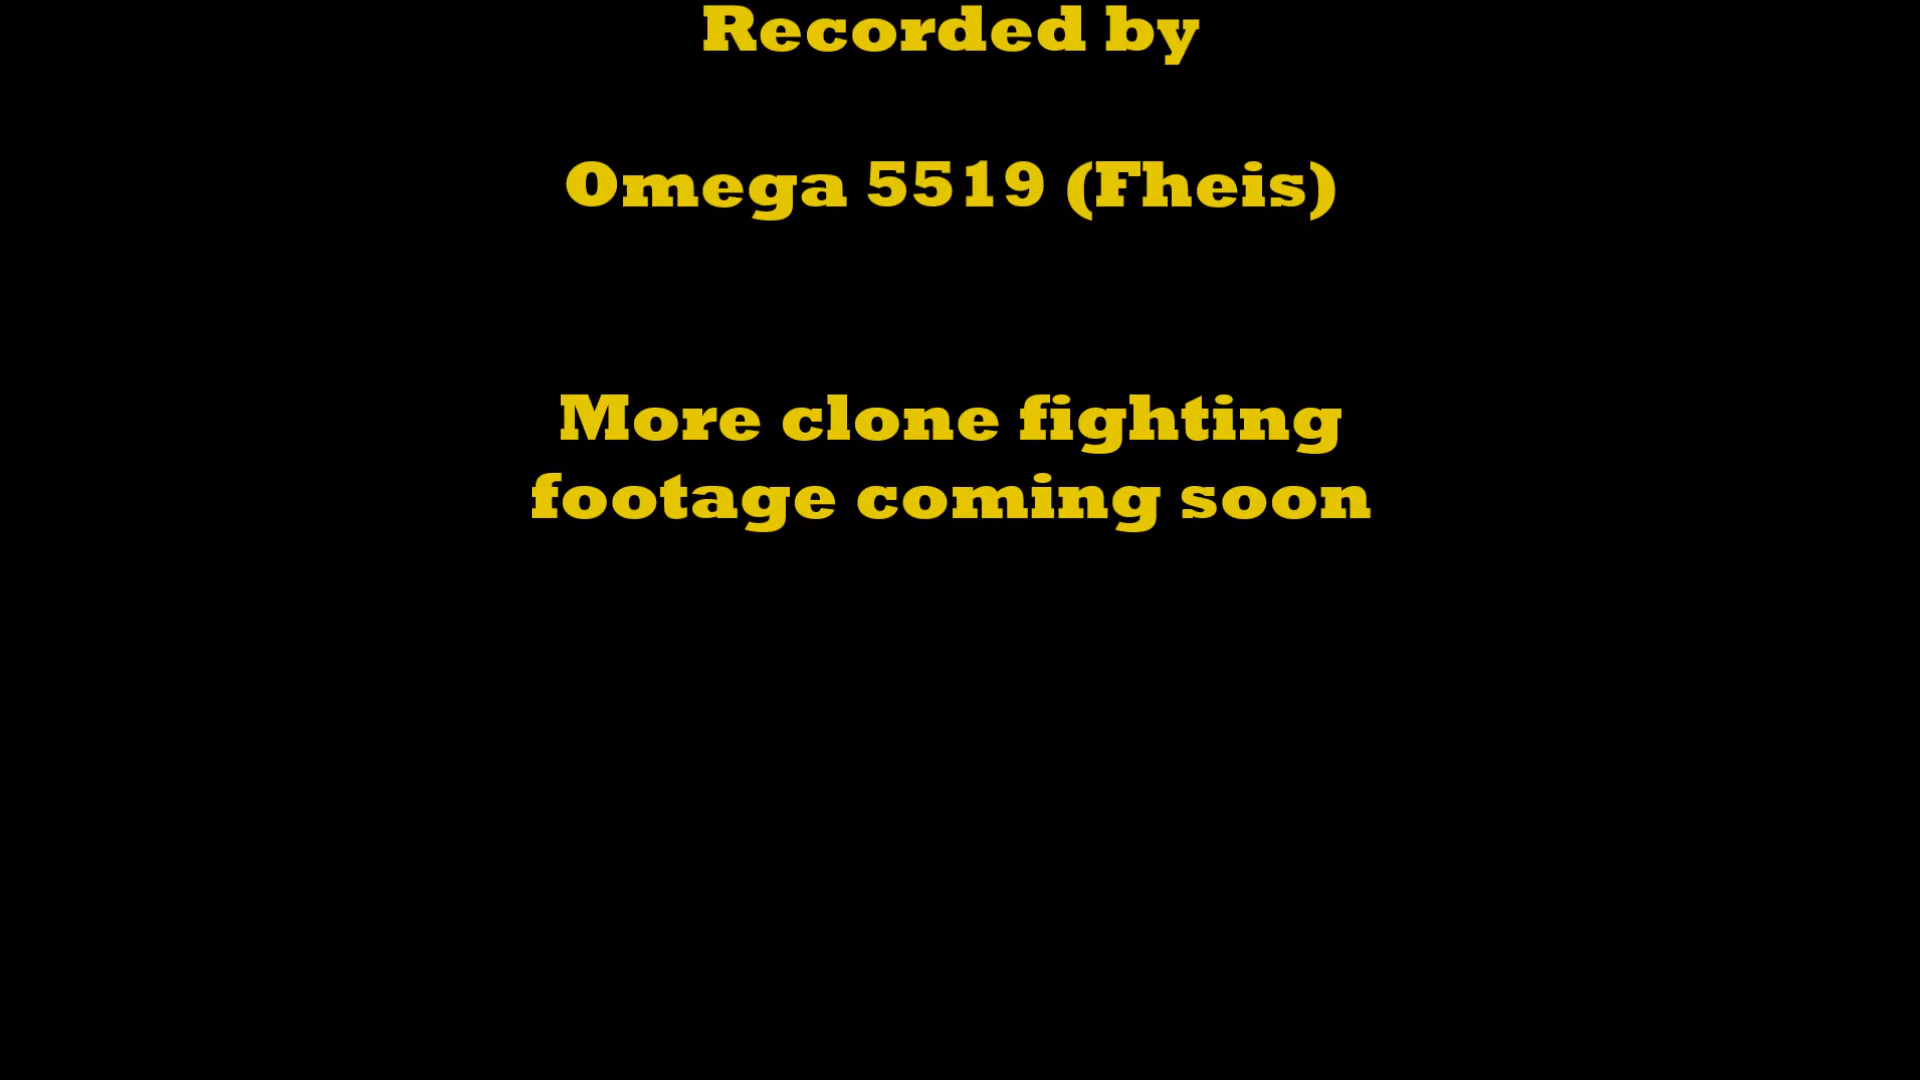 Recorded by
Omega 5519 (Fheis)
More clone fighting
footage coming soon